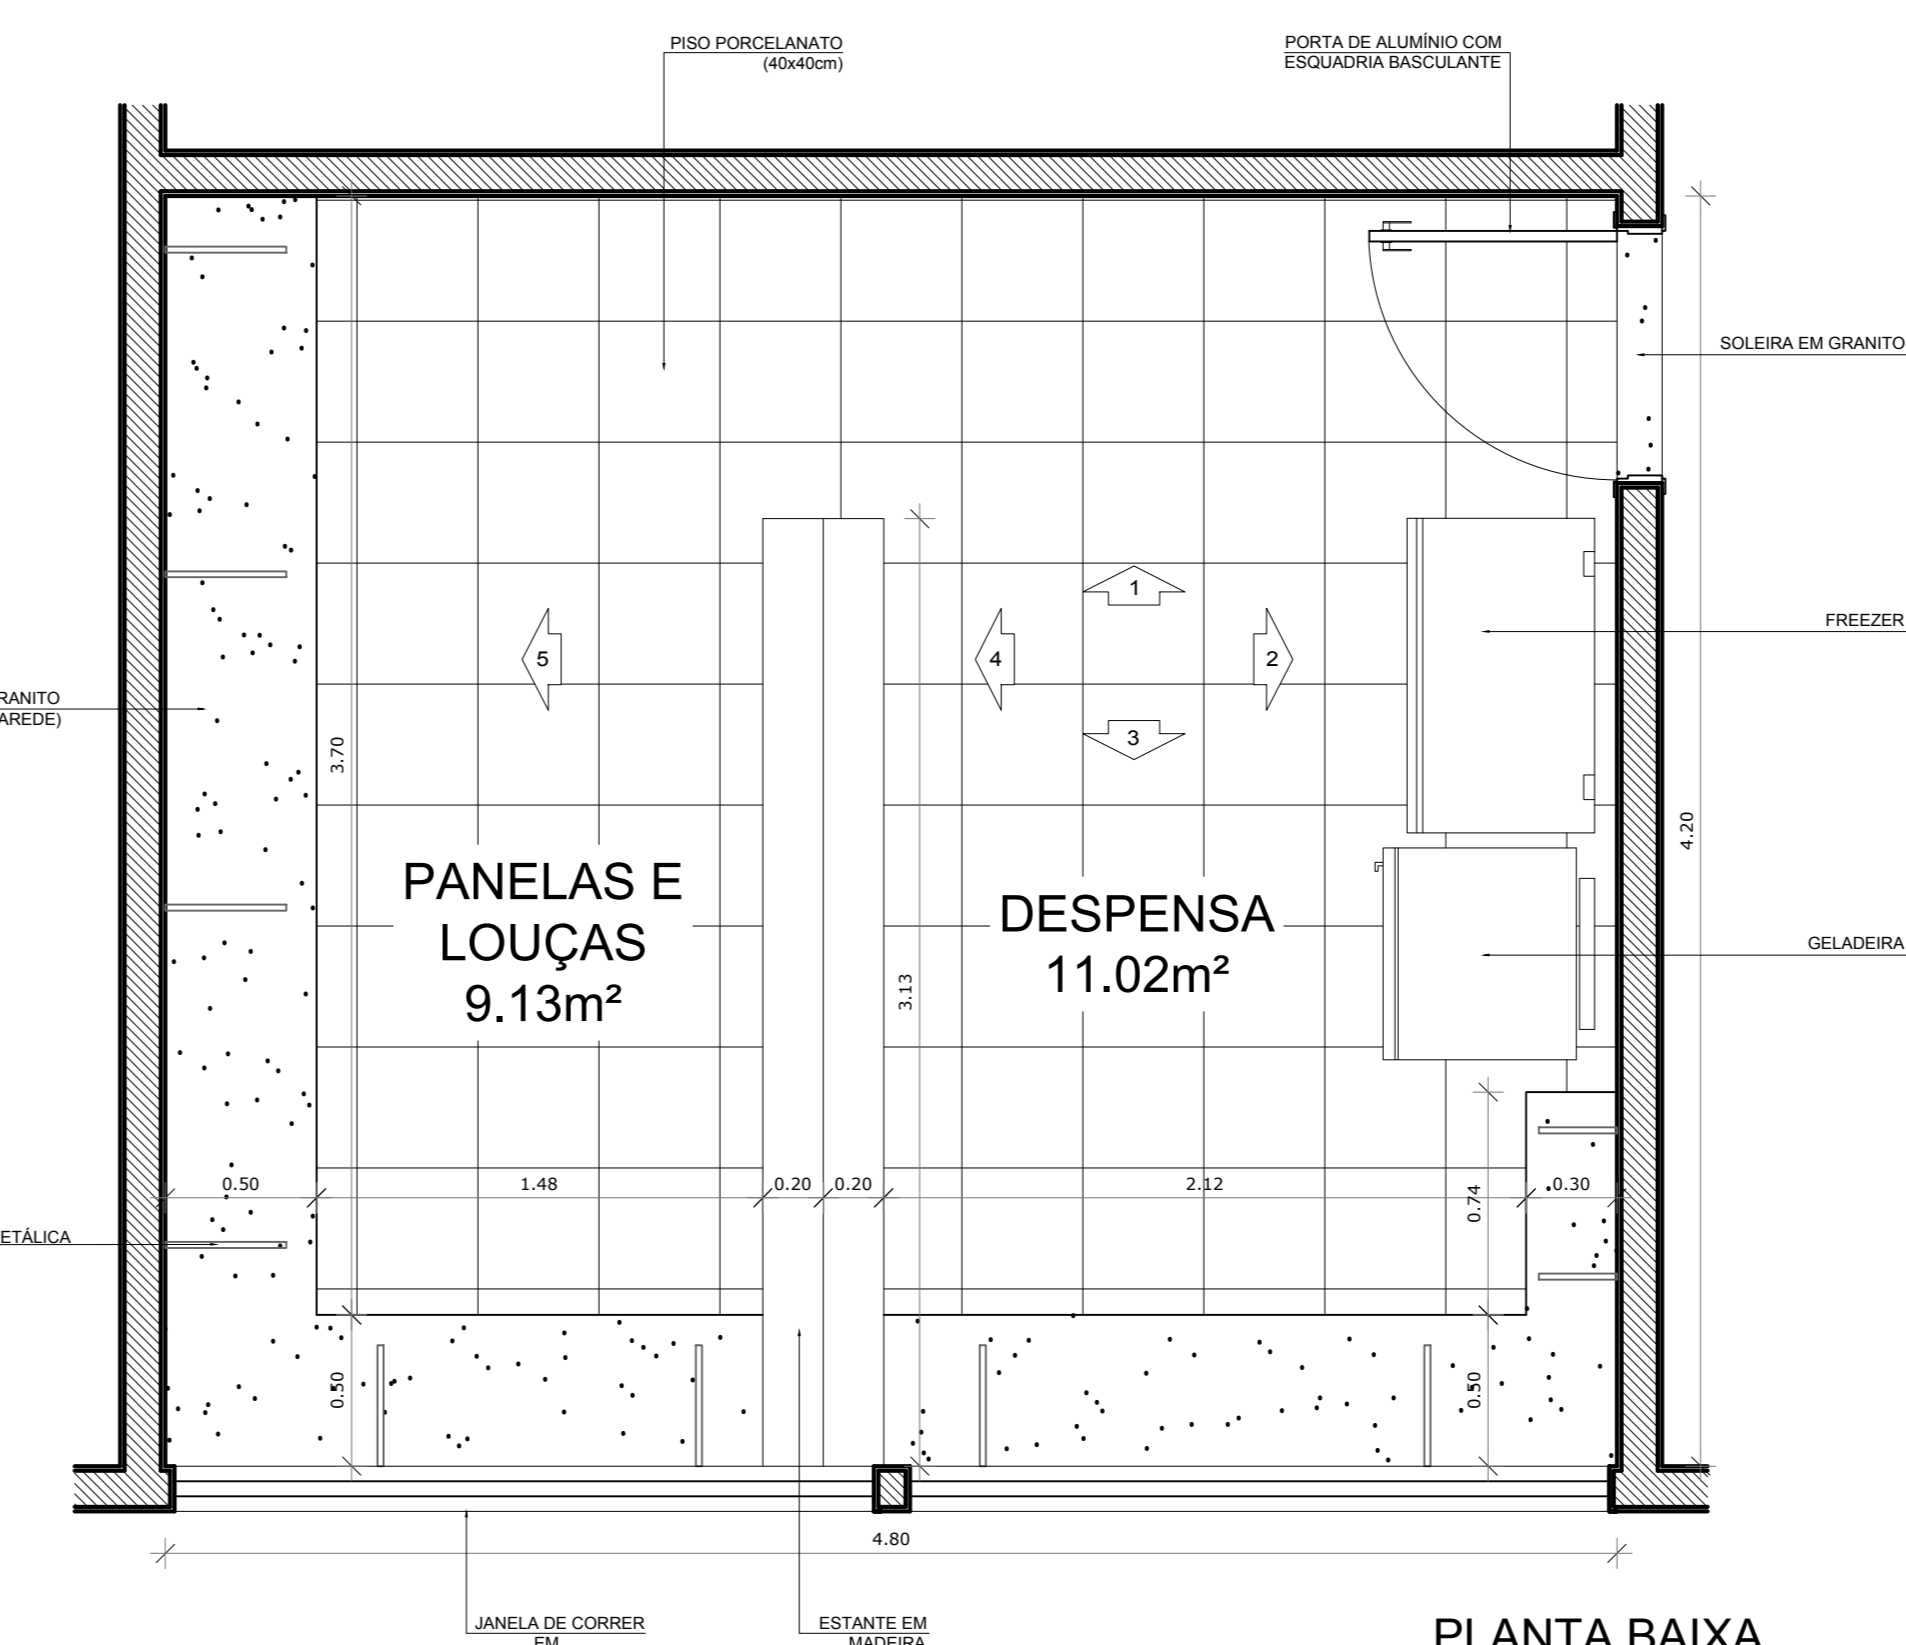 PISO PORCELANATO
(40x40cm)
PORTA DE ALUMÍNIO COM
ESQUADRIA BASCULANTE
SOLEIRA EM GRANITO
1
FREEZER
5
4
2
RANITO
AREDE)
3
3.70
4.20
PANELAS E
LOUÇAS
9.13m²
DESPENSA
11.02m²
GELADEIRA
3.13
0.50
1.48
0.20
0.20
2.12
0.30
0.74
ETÁLICA
0.50
0.50
4.80
JANELA DE CORRER
EM
ESTANTE EM
MADEIRA
PLANTA BAIXA